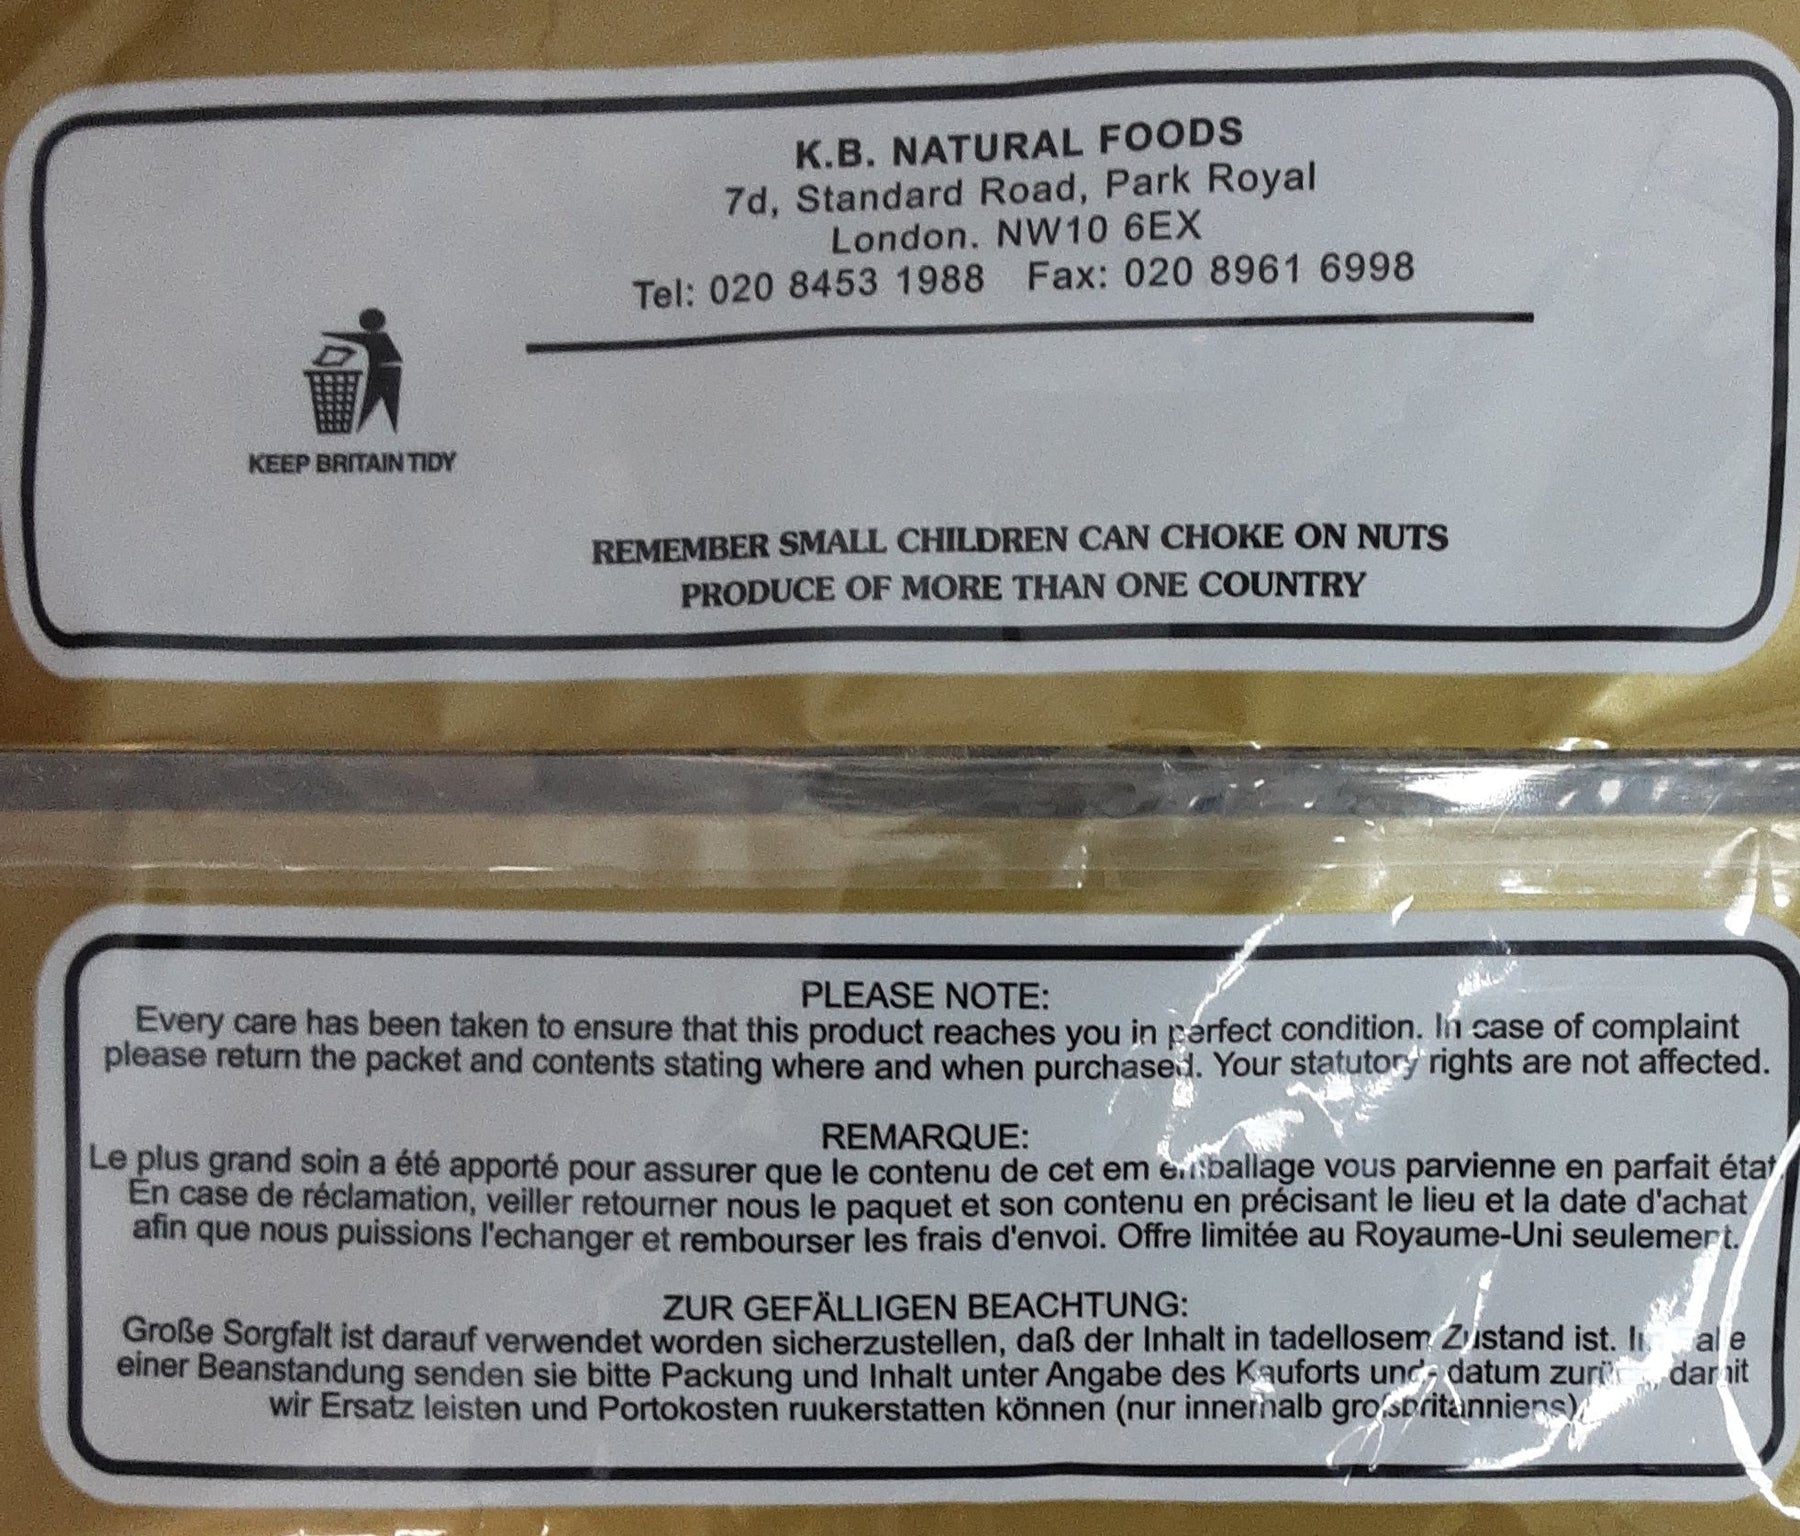 K.B. NATURAL FOODS
7d, Standard Road, Park Royal
London. NW10 6EX
Tel: 020 8453 1988 Fax: 020 8961 6998
KEEP BRITAIN TIDY
REMEMBER SMALL CHILDREN CAN CHOKE ON NUTS
PRODUCE OF MORE THAN ONE COUNTRY
PLEASE NOTE:
Every care has been taken to ensure that this product reaches you in perfect condition. In case of complaint
please return the packet and contents stating where and when purchased. Your statutory rights are not affected.
REMARQUE:
Le plus grand soin a été apporté pour assurer que le contenu de cet em emballage vous parvienne en parfait état
En case de réclamation, veiller retourner nous le paquet et son contenu en précisant le lieu et la date d'achat
afin que nous puissions l'echanger et rembourser les frais d'envoi. Offre limitée au Royaume-Uni seulement.
ZUR GEFÄLLIGEN BEACHTUNG:
Große Sorgfalt ist darauf verwendet worden sicherzustellen, daß der Inhalt in tadellosem Zustand ist.
einer Beanstandung senden sie bitte Packung und Inhalt unter Angabe des Kauforts und- datum damit
wir Ersatz leisten und Portokosten ruukerstatten können (nur innerhalb großbritanniens)